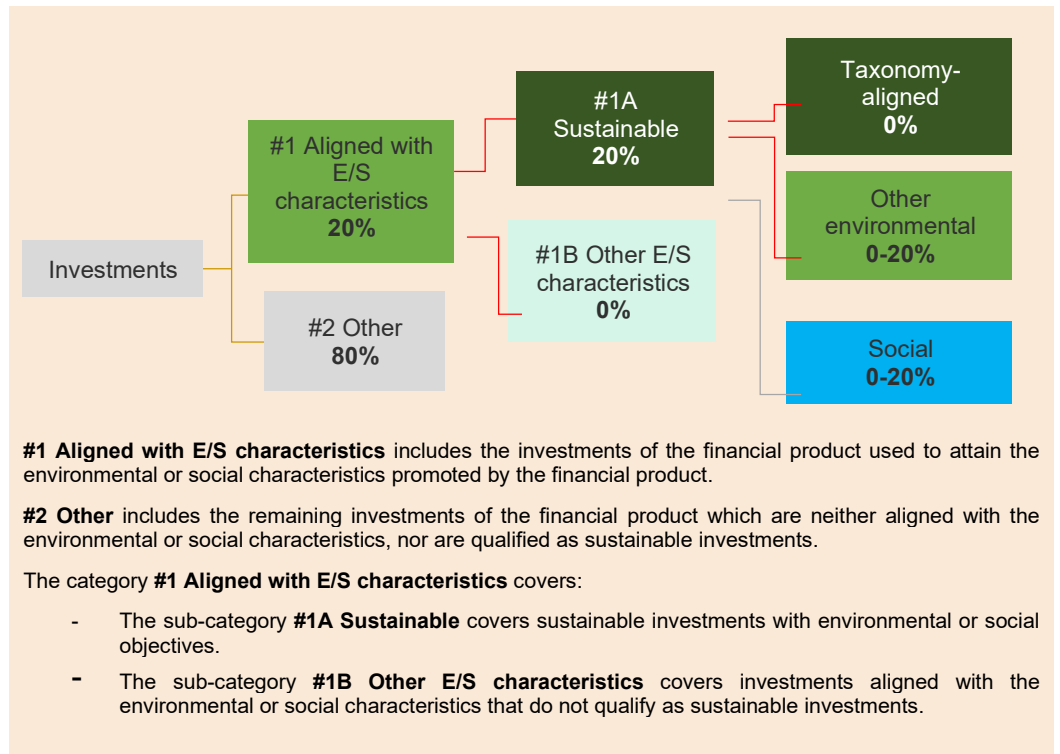 Investments
#1 Aligned with
E/S
characteristics
20%
#2 Other
80%
#1A
Sustainable
20%
#1B Other E/S
characteristics
0%
Taxonomy-
aligned
0%
Other
environmental
0-20%
Social
0-20%
#1 Aligned with E/S characteristics includes the investments of the financial product used to attain the
environmental or social characteristics promoted by the financial product.
#2 Other includes the remaining investments of the financial product which are neither aligned with the
environmental or social characteristics, nor are qualified as sustainable investments.
The category #1 Aligned with E/S characteristics covers:
- The sub-category #1A Sustainable covers sustainable investments with environmental or social
objectives.
- The sub-category #1B Other E/S characteristics covers investments aligned with the
environmental or social characteristics that do not qualify as sustainable investments.